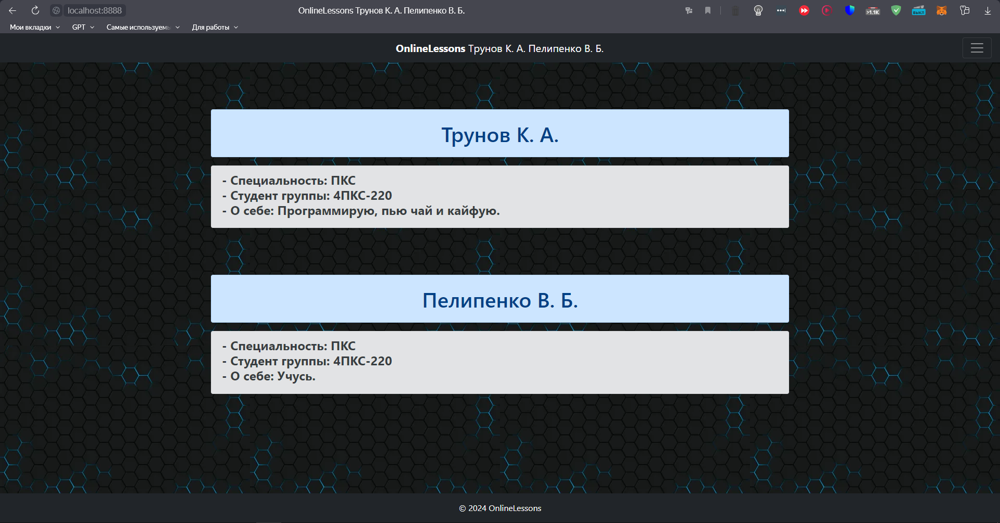 localhost:8888
OnlineLessons Трунов К. А. Пелипенко В. Б.
>1.1K
выкл
Мои вкладки
GPT
Самые используемы
Для работы
OnlineLessons Трунов К. А. Пелипенко В. Б.
Трунов К. А.
- Специальность: ПКС
- Студент группы: 4ПКС-220
- О себе: Программирую, пью чай и кайфую.
Пелипенко В. Б.
- Специальность: ПКС
- Студент группы: 4ПКС-220
- О себе: Учусь.
© 2024 OnlineLessons